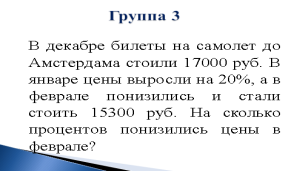 Группа 3
В декабре билеты на самолет до
Амстердама стоили 17000 руб. В
январе цены выросли на 20%, а в
феврале понизились и стали
стоить 15300 руб. На сколько
процентов понизились цены в
феврале?